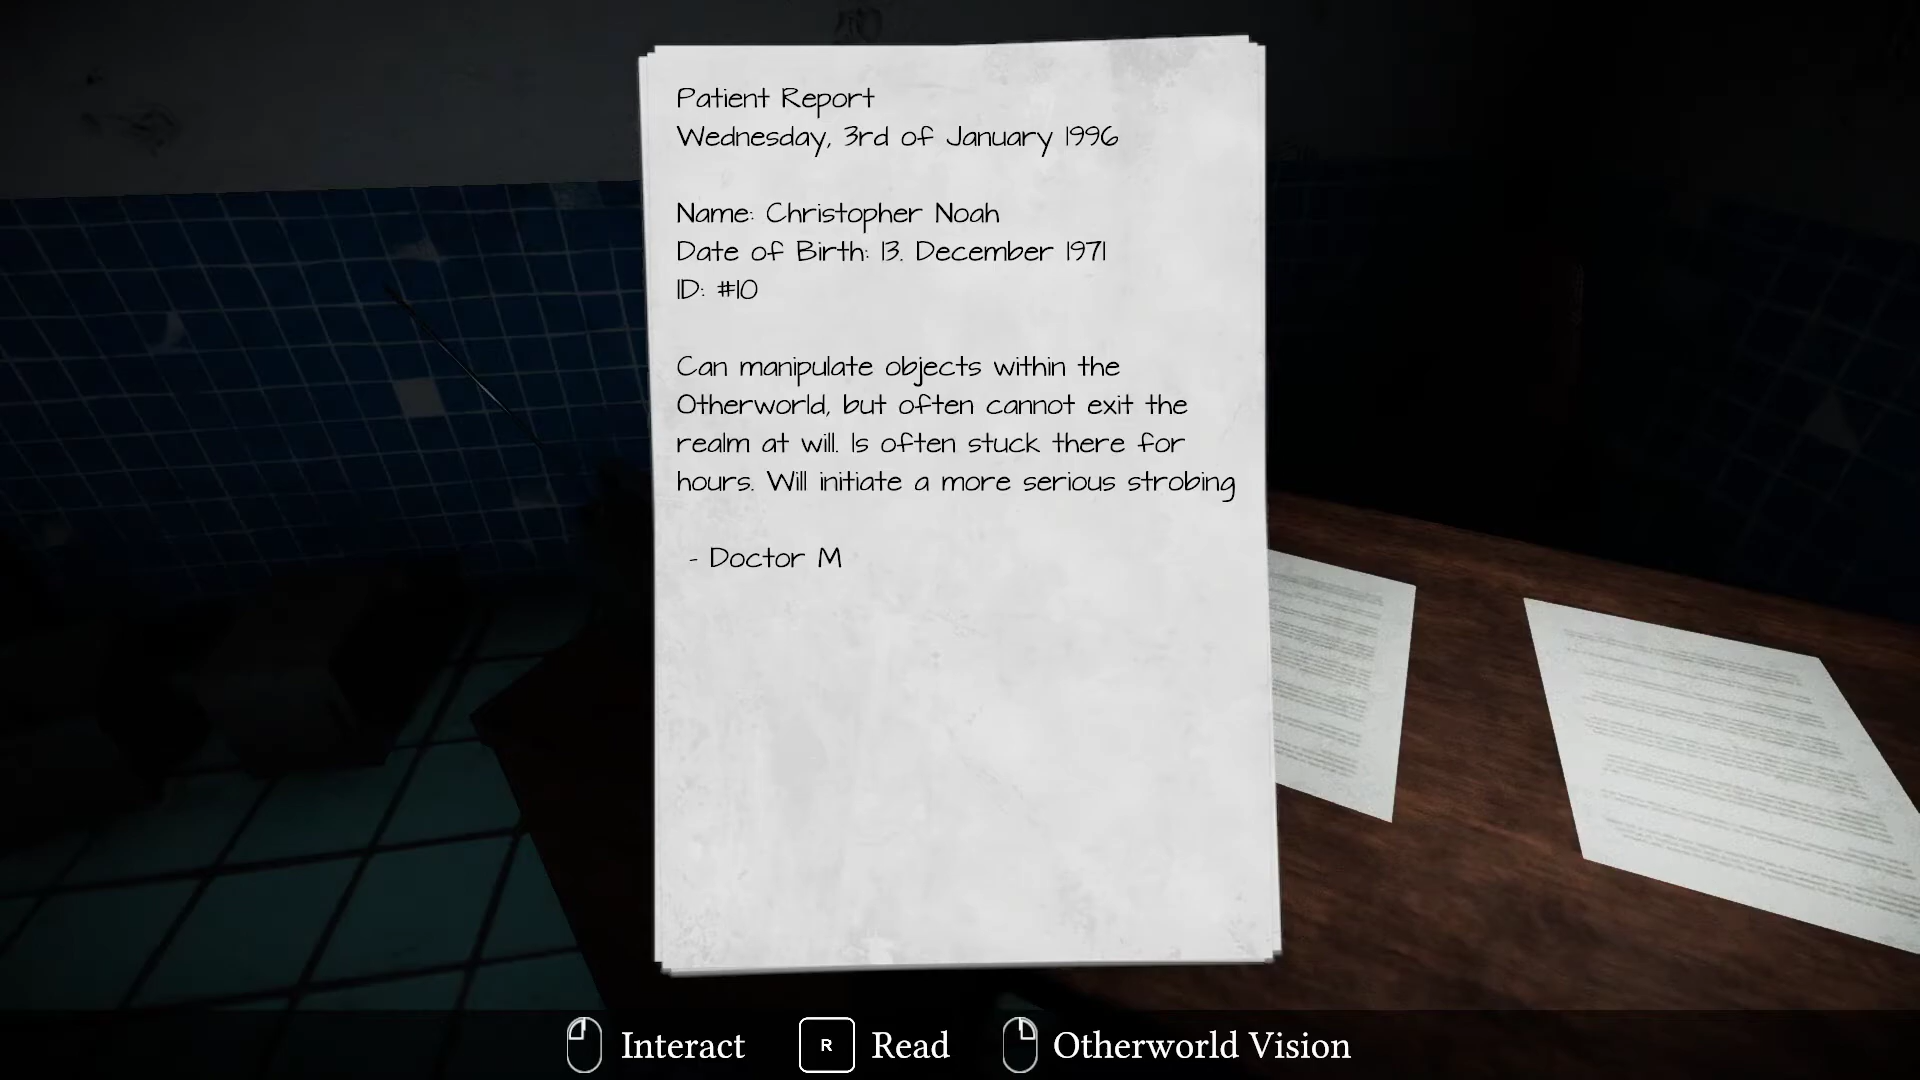 Patient Report
Wednesday, 3rd of January 1996
Name: Christopher Noah
Date of Birth: 13. December 1971
ID: #10
Can manipulate objects within the
Otherworld, but often cannot exit the
realm at will. Is often stuck there for
hours. Will initiate a more serious strobing
- Doctor M
Interact R Read Otherworld Vision